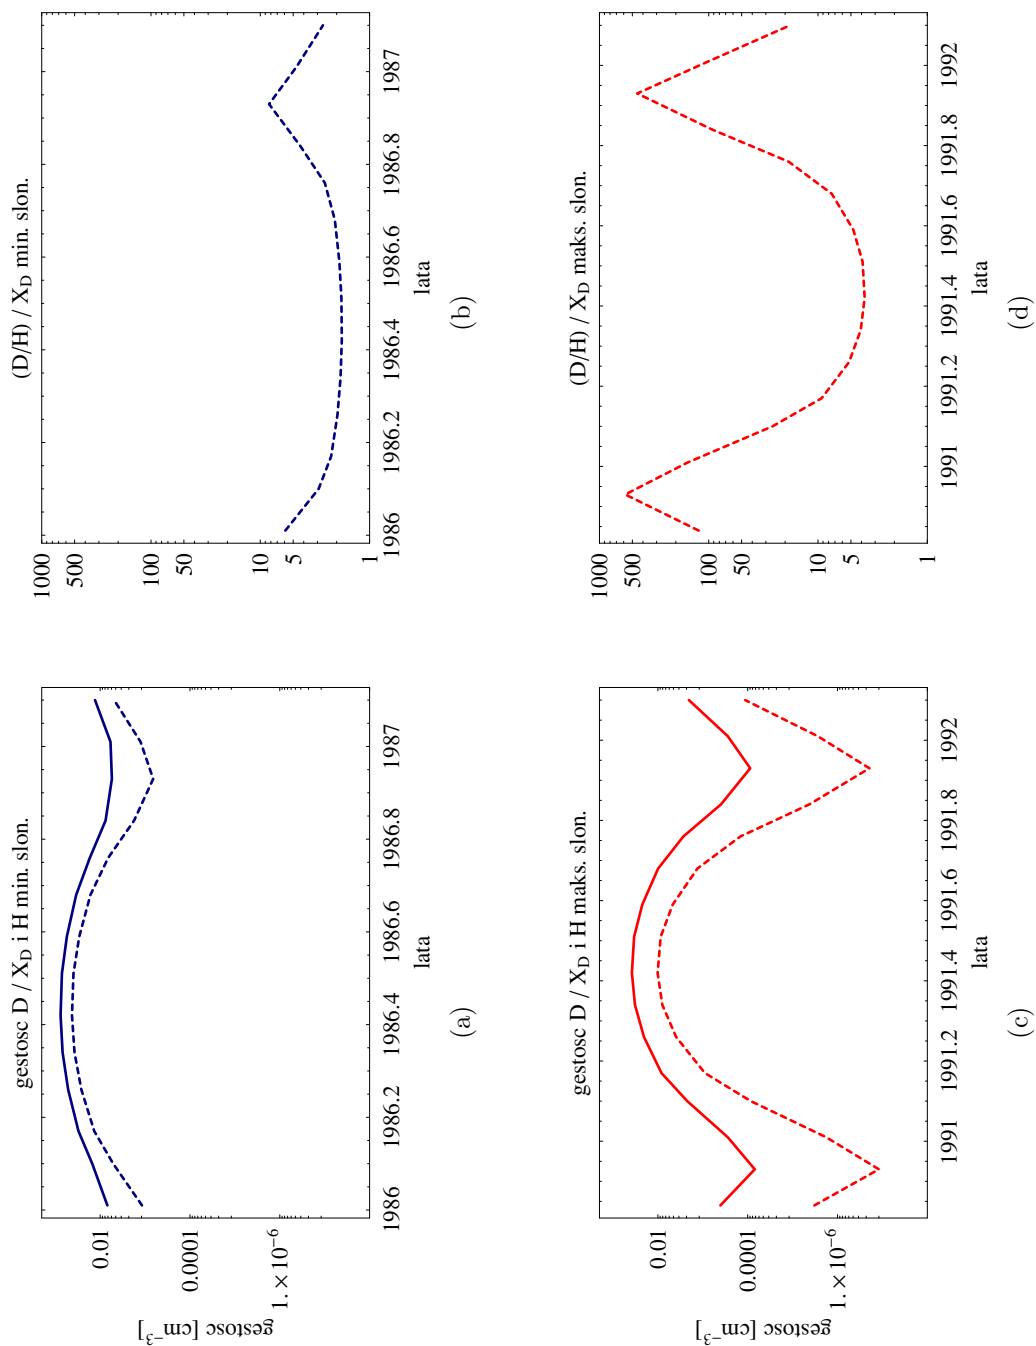 gestosc D / X_D i H min. slon.
gestosc [cm⁻³]
0.01
0.0001
1.×10⁻⁶
1986 1986.2 1986.4 1986.6 1986.8 1987
lata
(a)
(D/H) / X_D min. slon.
1000
500
100
50
10
5
1
1986 1986.2 1986.4 1986.6 1986.8 1987
lata
(b)
gestosc D / X_D i H maks. slon.
gestosc [cm⁻³]
0.01
0.0001
1.×10⁻⁶
1991 1991.2 1991.4 1991.6 1991.8 1992
lata
(c)
(D/H) / X_D maks. slon.
1000
500
100
50
10
5
1
1991 1991.2 1991.4 1991.6 1991.8 1992
lata
(d)